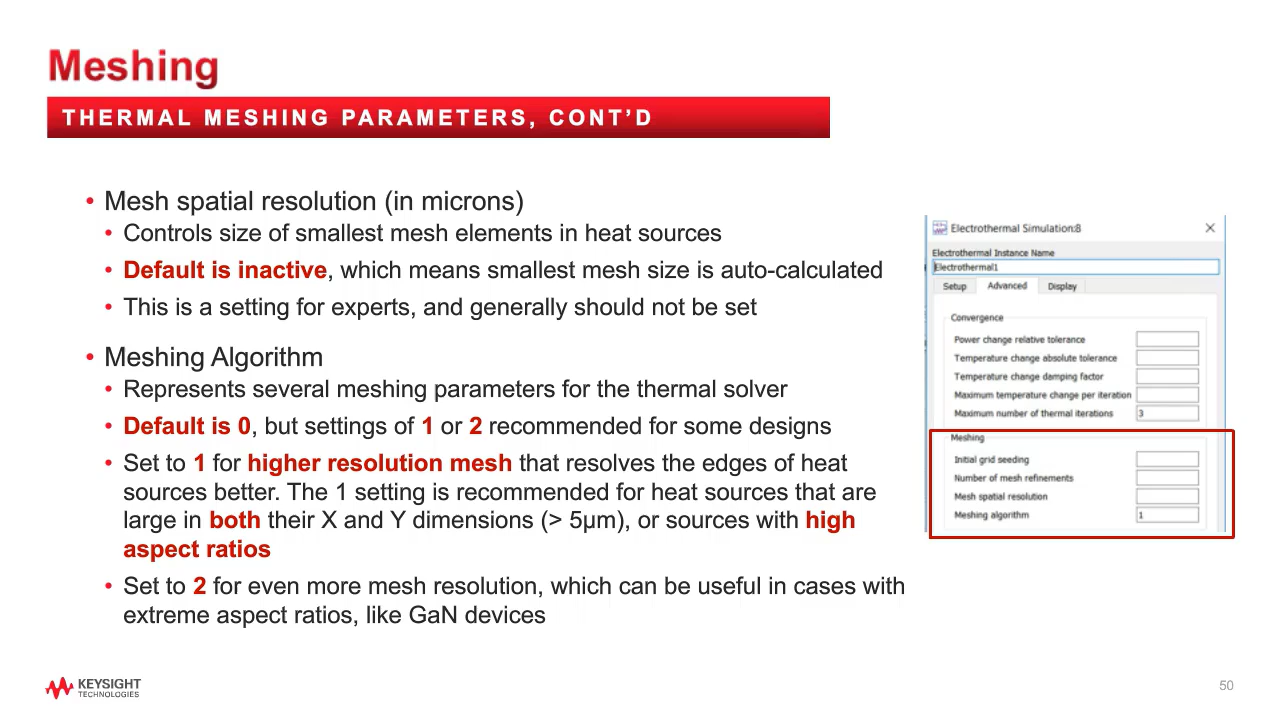 Meshing
THERMAL MESHING PARAMETERS, CONT’D
• Mesh spatial resolution (in microns)
• Controls size of smallest mesh elements in heat sources
• Default is inactive, which means smallest mesh size is auto-calculated
• This is a setting for experts, and generally should not be set
• Meshing Algorithm
• Represents several meshing parameters for the thermal solver
• Default is 0, but settings of 1 or 2 recommended for some designs
• Set to 1 for higher resolution mesh that resolves the edges of heat
sources better. The 1 setting is recommended for heat sources that are
large in both their X and Y dimensions (> 5µm), or sources with high
aspect ratios
• Set to 2 for even more mesh resolution, which can be useful in cases with
extreme aspect ratios, like GaN devices
Electrothermal Simulation:8
Electrothermal Instance Name
Electrothermal1
Setup Advanced Display
Convergence
Power change relative tolerance
Temperature change absolute tolerance
Temperature change damping factor
Maximum temperature change per iteration
Maximum number of thermal iterations 3
Meshing
Initial grid seeding
Number of mesh refinements
Mesh spatial resolution
Meshing algorithm 1
KEYSIGHT
TECHNOLOGIES
50